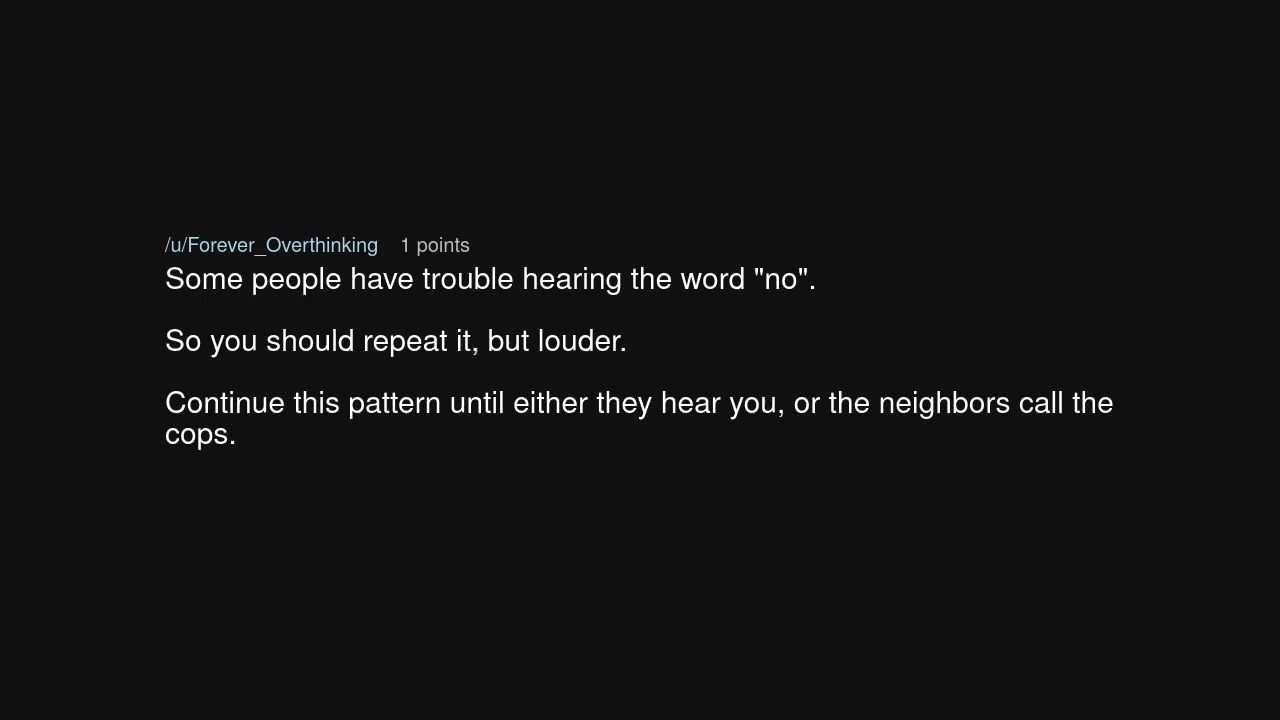 /u/Forever_Overthinking 1 points
Some people have trouble hearing the word "no".
So you should repeat it, but louder.
Continue this pattern until either they hear you, or the neighbors call the
cops.